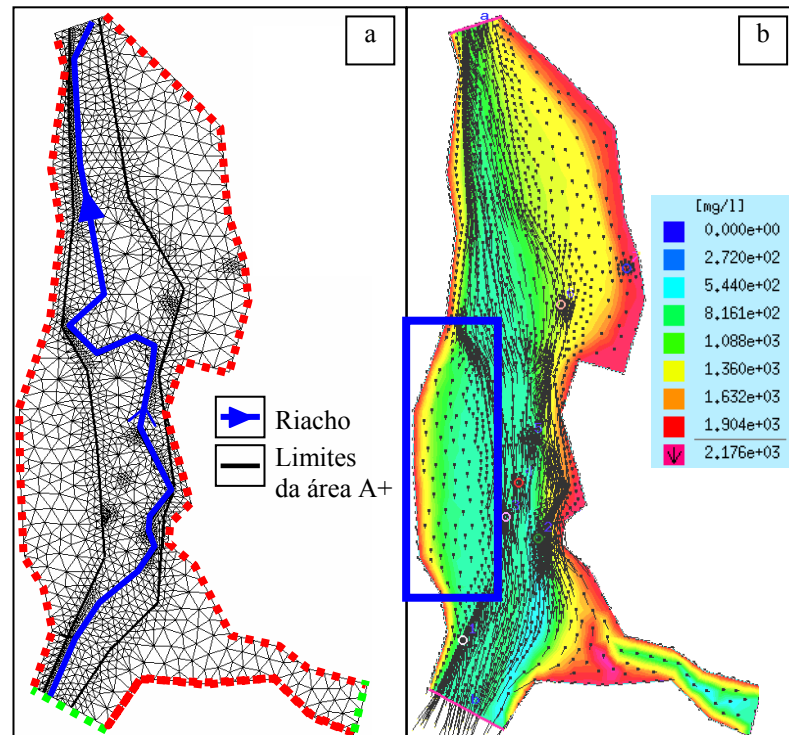 a
b
a
[mg/l]
0.000e+00
2.720e+02
5.440e+02
8.161e+02
1.088e+03
1.360e+03
1.632e+03
1.904e+03
2.176e+03
Riacho
Limites
da área A+